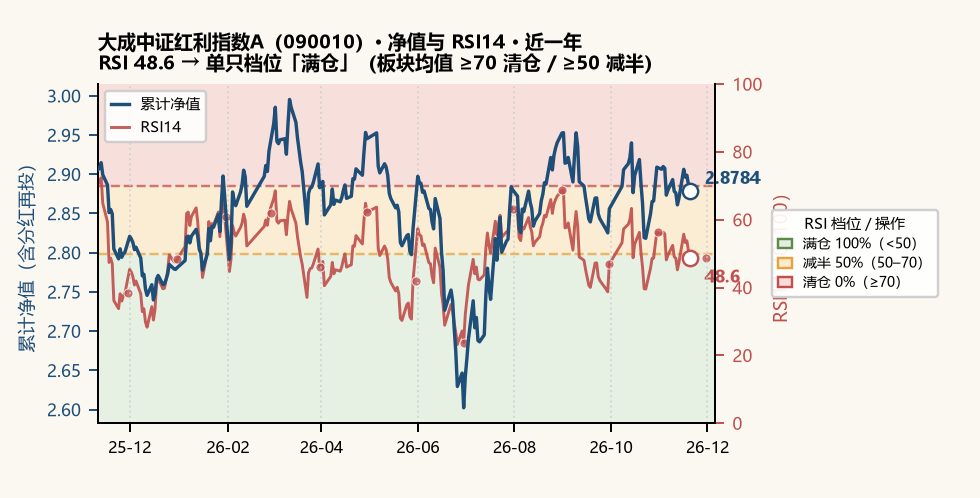 大成中证红利指数A（090010）·净值与 RSI14·近一年
RSI 48.6 → 单只档位「满仓」（板块均值 ≥70 清仓 / ≥50 减半）
累计净值
RSI14
累计净值（含分红再投）
3.00
2.95
2.90
2.85
2.80
2.75
2.70
2.65
2.60
25-12
26-02
26-04
26-06
26-08
26-10
26-12
100
80
60
40
20
0
2.8784
48.6
RSI
RSI 档位 / 操作
满仓 100%（<50）
减半 50%（50–70）
清仓 0%（≥70）